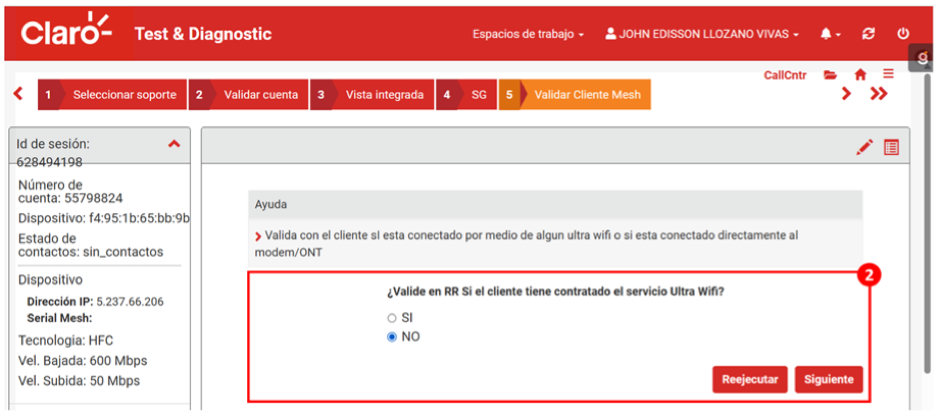 Claro-
Test & Diagnostic
Espacios de trabajo
JOHN EDISSON LLOZANO VIVAS
g
CallCntr
1 Seleccionar soporte
2 Validar cuenta
3 Vista integrada
4 SG
5 Validar Cliente Mesh
Id de sesión:
628494198
Número de
cuenta: 55798824
Dispositivo: f4:95:1b:65:bb:9b
Estado de
contactos: sin_contactos
Dispositivo
Dirección IP: 5.237.66.206
Serial Mesh:
Tecnologia: HFC
Vel. Bajada: 600 Mbps
Vel. Subida: 50 Mbps
Ayuda
Valida con el cliente sI esta conectado por medio de algun ultra wifi o si esta conectado directamente al
modem/ONT
2
¿Valide en RR Si el cliente tiene contratado el servicio Ultra Wifi?
SI
NO
Reejecutar
Siguiente